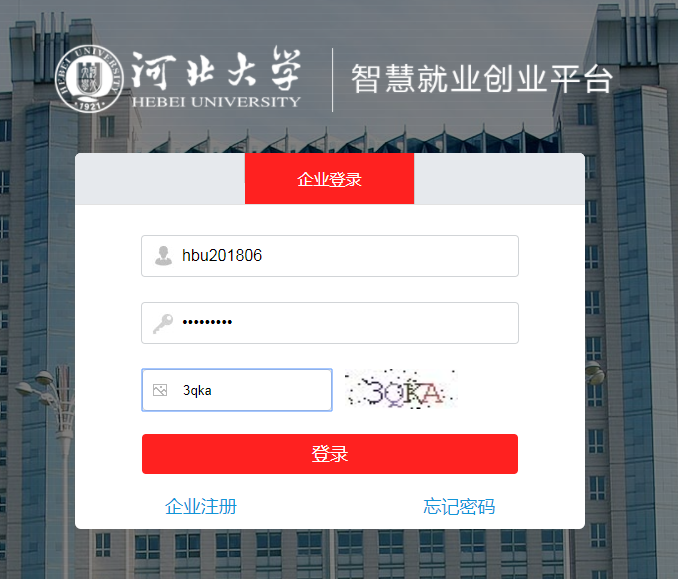 河北大学
HEBEI UNIVERSITY
智慧就业创业平台
HEBEI UNIVERSITY
·1921·
企业登录
hbu201806
•••••••••
3qka
3QKA
登录
企业注册
忘记密码